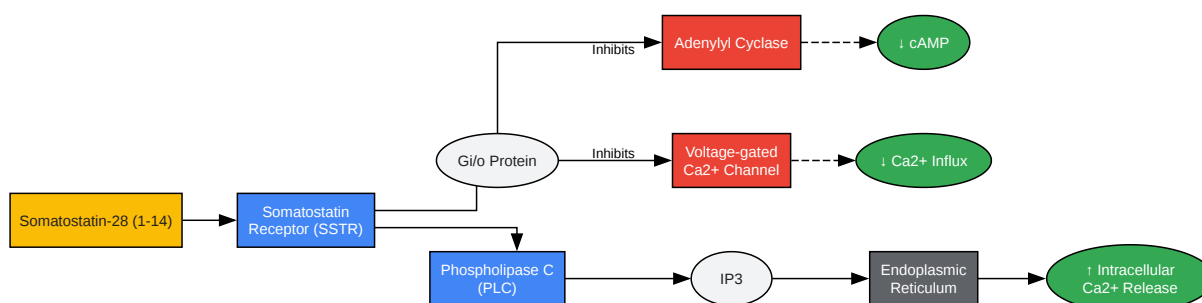 Inhibits
Adenylyl Cyclase
↓ cAMP
Gi/o Protein
Inhibits
Voltage-gated
Ca2+ Channel
↓ Ca2+ Influx
Somatostatin-28 (1-14)
Somatostatin
Receptor (SSTR)
Phospholipase C
(PLC)
IP3
Endoplasmic
Reticulum
↑ Intracellular
Ca2+ Release